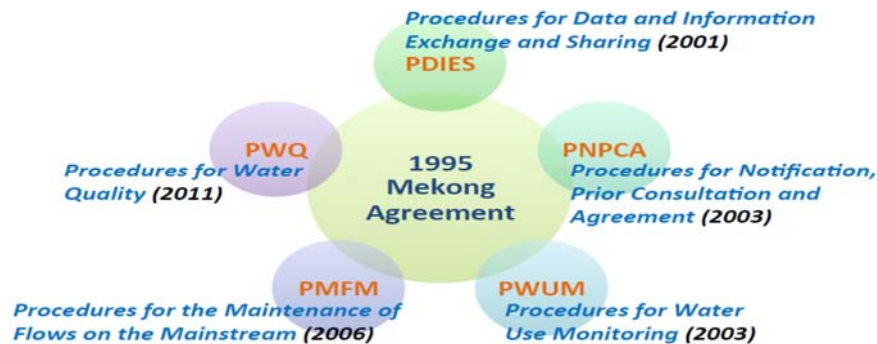 Procedures for Data and Information
Exchange and Sharing (2001)
PDIES
PWQ
Procedures for Water
Quality (2011)
1995
Mekong
Agreement
PNPCA
Procedures for Notification,
Prior Consultation and
Agreement (2003)
PMFM
Procedures for the Maintenance of
Flows on the Mainstream (2006)
PWUM
Procedures for Water
Use Monitoring (2003)